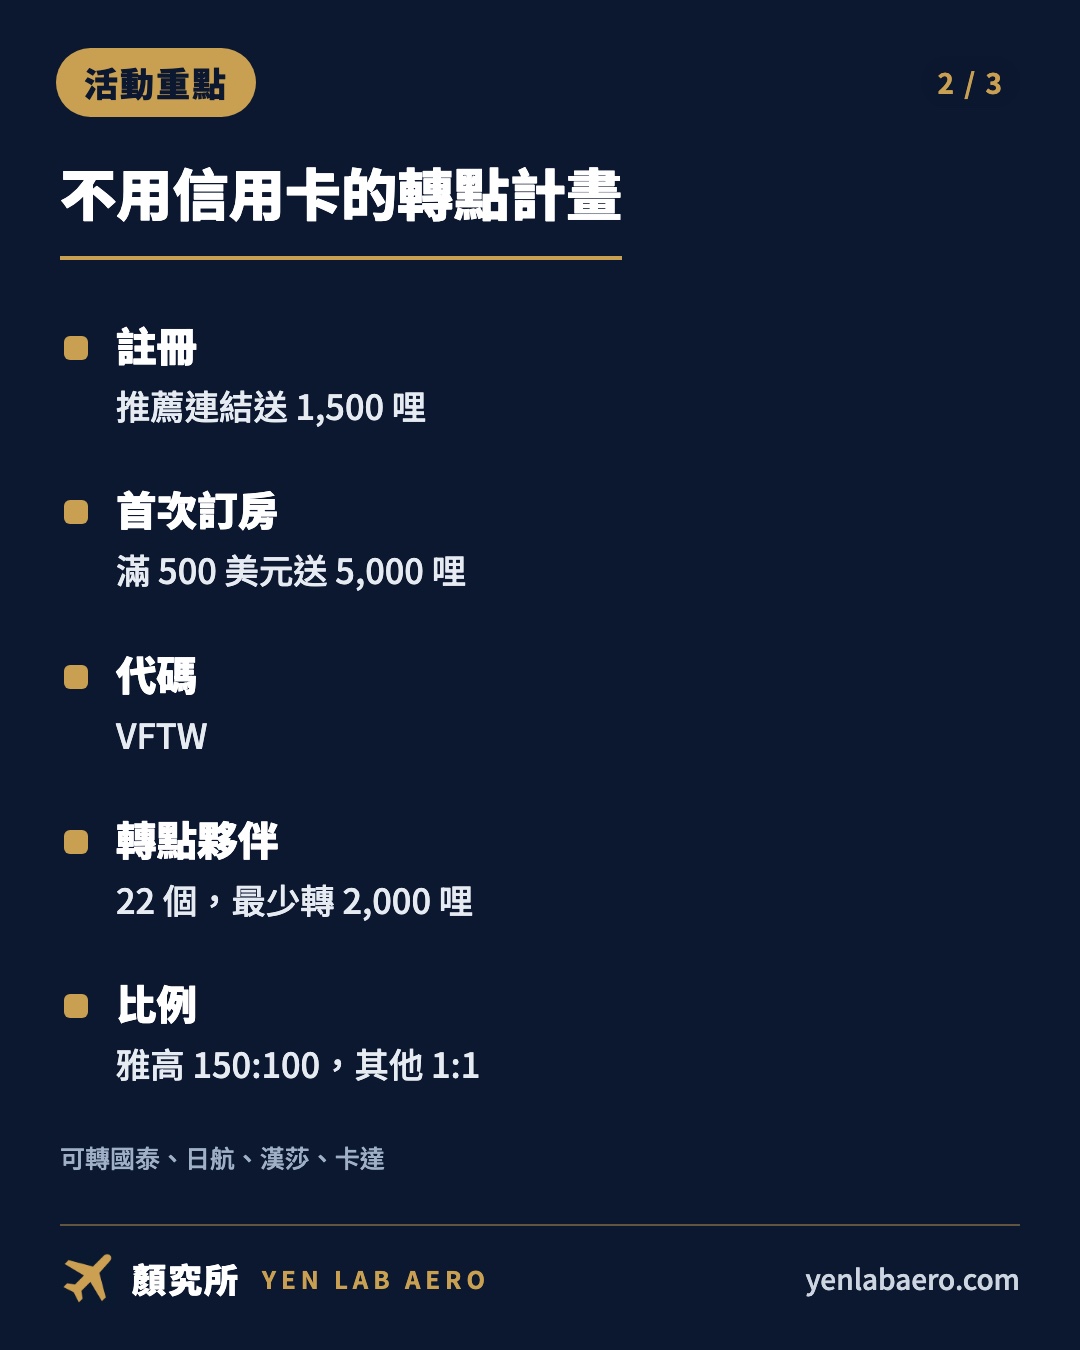 活動重點
2 / 3
不用信用卡的轉點計畫
註冊
推薦連結送 1,500 哩
首次訂房
滿 500 美元送 5,000 哩
代碼
VFTW
轉點夥伴
22 個，最少轉 2,000 哩
比例
雅高 150:100，其他 1:1
可轉國泰、日航、漢莎、卡達
顏究所 YEN LAB AERO
yenlabaero.com